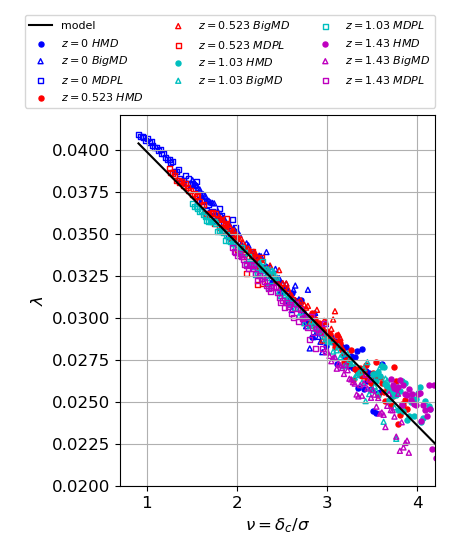 model
z = 0 HMD
z = 0 BigMD
z = 0 MDPL
z = 0.523 HMD
z = 0.523 BigMD
z = 0.523 MDPL
z = 1.03 HMD
z = 1.03 BigMD
z = 1.03 MDPL
z = 1.43 HMD
z = 1.43 BigMD
z = 1.43 MDPL
0.0400
0.0375
0.0350
0.0325
0.0300
0.0275
0.0250
0.0225
0.0200
λ
1 2 3 4
ν = δc/σ